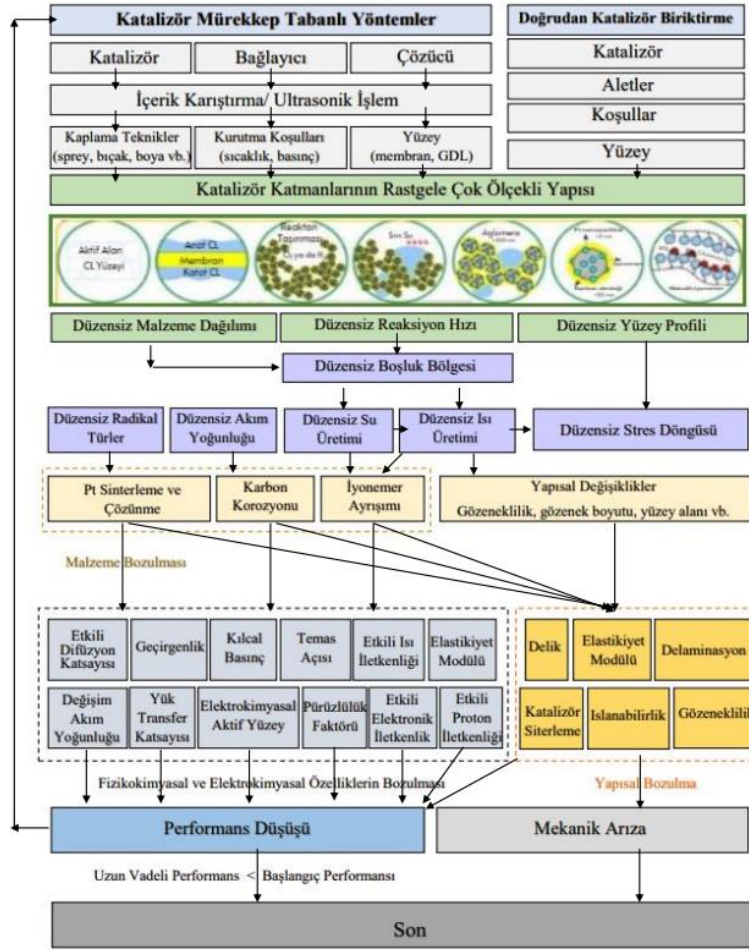 Katalizör Mürekkep Tabanlı Yöntemler
Doğrudan Katalizör Biriktirme
Katalizör
Bağlayıcı
Çözücü
Katalizör
Aletler
İçerik Karıştırma/ Ultrasonik İşlem
Koşullar
Kaplama Teknikler
(sprey, bıçak, boya vb.)
Kurutma Koşulları
(sıcaklık, basınç)
Yüzey
(membran, GDL)
Yüzey
Katalizör Katmanlarının Rastgele Çok Ölçekli Yapısı
Aktif Alan
CL Yüzeyi
Anot CL
Membran
Katot CL
Reaktan
Taşınması
Sıvı Su
Aglomera
Düzensiz Malzeme Dağılımı
Düzensiz Reaksiyon Hızı
Düzensiz Yüzey Profili
Düzensiz Boşluk Bölgesi
Düzensiz Radikal
Türler
Düzensiz Akım
Yoğunluğu
Düzensiz Su
Üretimi
Düzensiz Isı
Üretimi
Düzensiz Stres Döngüsü
Pt Sinterleme ve
Çözünme
Karbon
Korozyonu
İyonemer
Ayrışımı
Yapısal Değişiklikler
Gözeneklilik, gözenek boyutu, yüzey alanı vb.
Malzeme Bozulması
Etkili
Difüzyon
Katsayısı
Geçirgenlik
Kılcal
Basınç
Temas
Açısı
Etkili Isı
İletkenliği
Elastikiyet
Modülü
Delik
Elastikiyet
Modülü
Delaminasyon
Değişim
Akım
Yoğunluğu
Yük
Transfer
Katsayısı
Elektrokimyasal
Aktif Yüzey
Pürüzlülük
Faktörü
Etkili
Elektronik
İletkenlik
Etkili
Proton
İletkenliği
Katalizör
Siterleme
Islanabilirlik
Gözeneklilik
Fizikokimyasal ve Elektrokimyasal Özelliklerin Bozulması
Yapısal Bozulma
Performans Düşüşü
Mekanik Arıza
Uzun Vadeli Performans < Başlangıç Performansı
Son